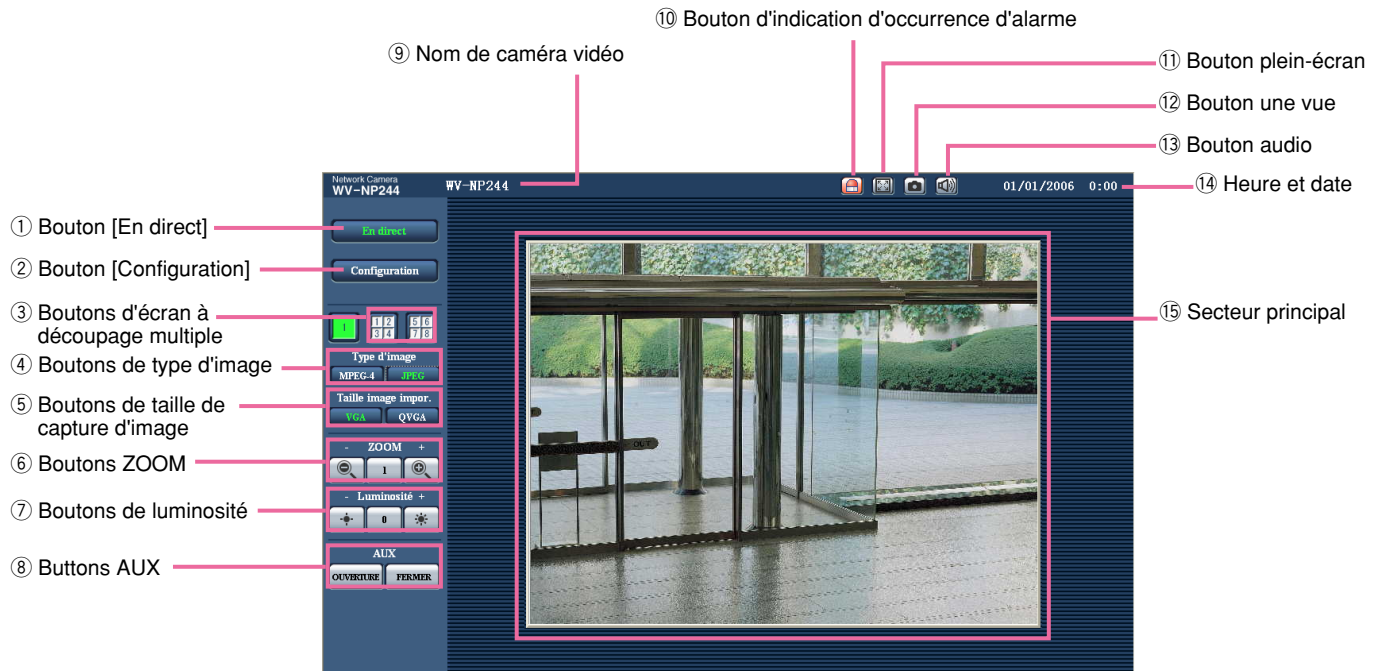 ⑩ Bouton d'indication d'occurrence d'alarme
⑨ Nom de caméra vidéo
⑪ Bouton plein-écran
⑫ Bouton une vue
⑬ Bouton audio
⑭ Heure et date
Network Camera
WV-NP244
WV-NP244
01/01/2006 0:00
① Bouton [En direct]
En direct
② Bouton [Configuration]
Configuration
③ Boutons d'écran à
découpage multiple
1
1 2
3 4
5 6
7 8
④ Boutons de type d'image
Type d'image
MPEG-4 JPEG
⑤ Boutons de taille de
capture d'image
Taille image impor.
VGA QVGA
⑥ Boutons ZOOM
- ZOOM +
1
⑦ Boutons de luminosité
- Luminosité +
0
⑧ Buttons AUX
AUX
OUVERTURE FERMER
⑮ Secteur principal
OUT